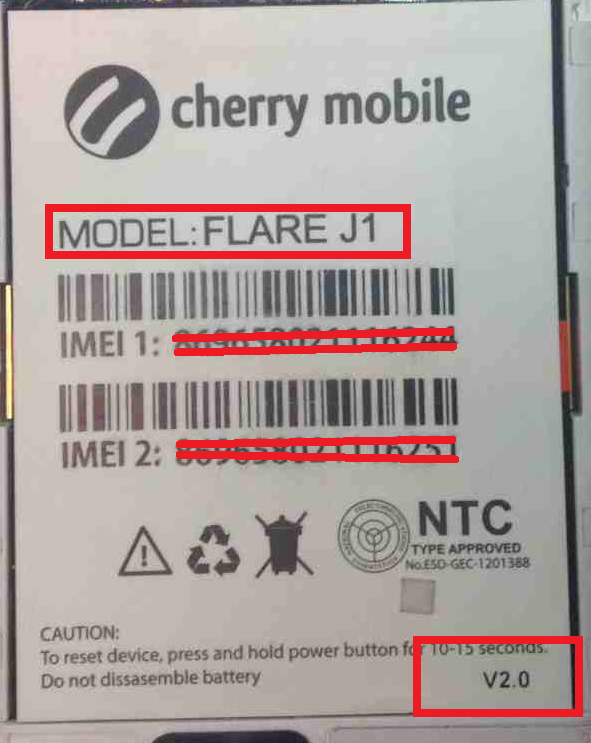 cherry mobile
MODEL: FLARE J1
IMEI 1:
IMEI 2:
NTC
TYPE APPROVED
No.ESD-GEC-1201388
CAUTION:
To reset device, press and hold power button for 10-15 seconds.
Do not dissasemble battery
V2.0